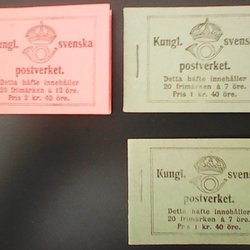 Kungl. svenska
postverket.
Detta häfte innehåller
20 frimärken à 12 öre.
Pris 2 kr. 40 öre.
Kungl. svenska
postverket.
Detta häfte innehåller
20 frimärken à 7 öre.
Pris 1 kr. 40 öre.
Kungl. svens
postverket.
Detta häfte innehåller
20 frimärken à 7 öre.
Pris 1 kr. 40 öre.